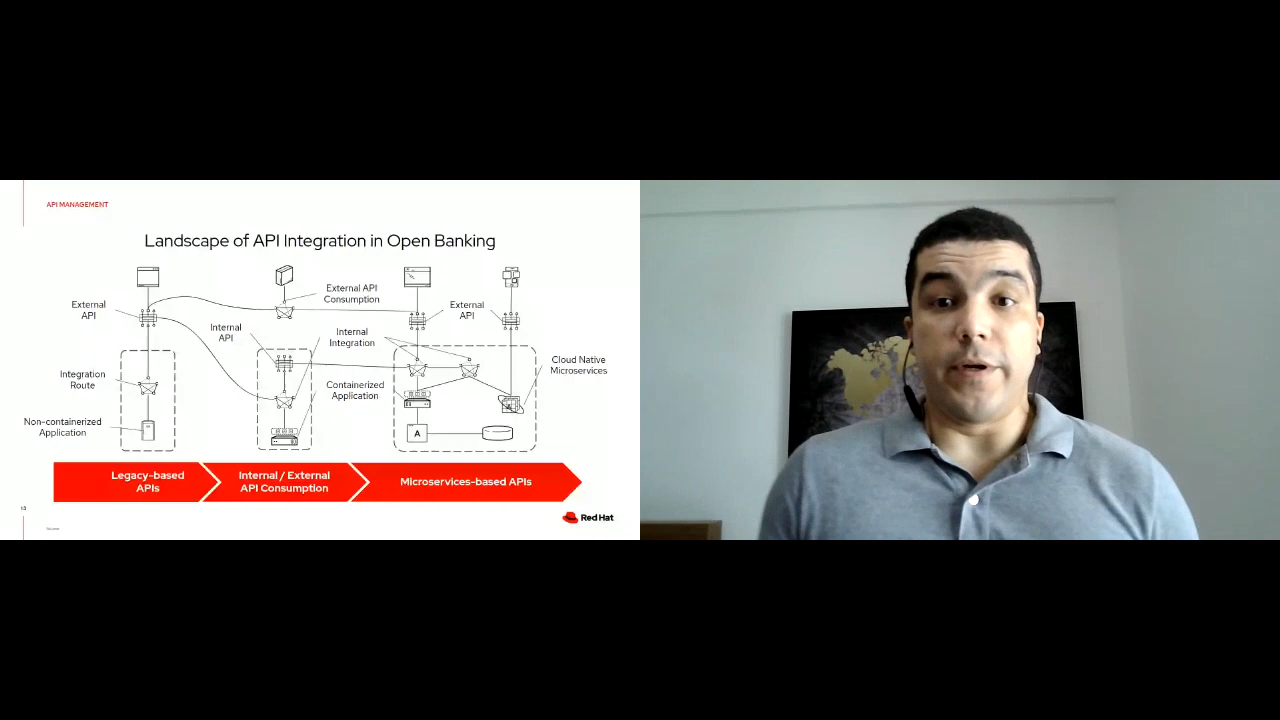 API MANAGEMENT
Landscape of API Integration in Open Banking
External API
Consumption
External
API
External
API
Internal
API
Internal
Integration
Cloud Native
Microservices
Integration
Route
Containerized
Application
Non-containerized
Application
A
Legacy-based
APIs
Internal / External
API Consumption
Microservices-based APIs
13
Red Hat